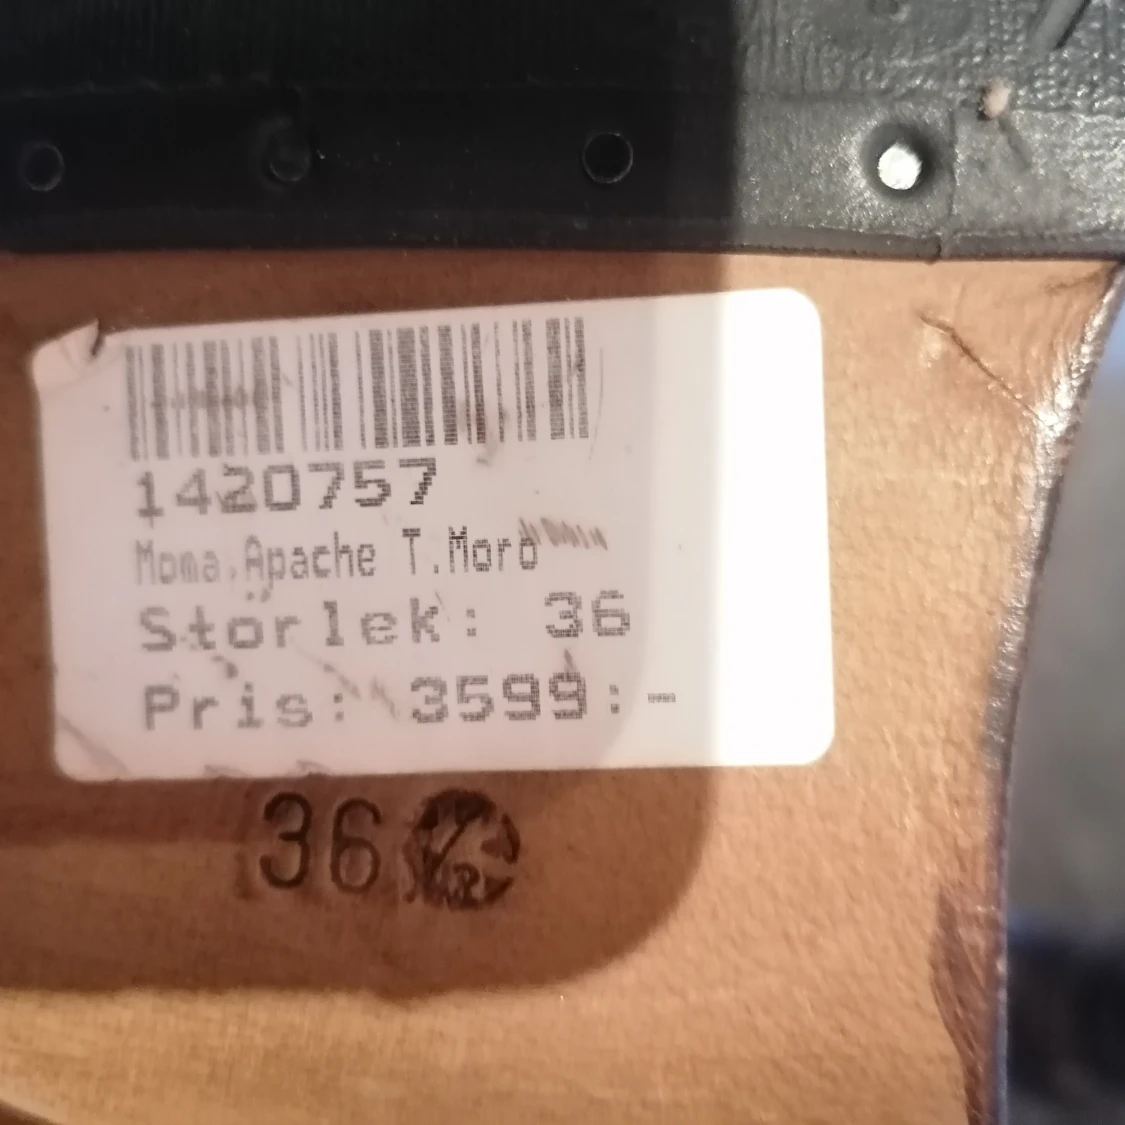 1420757
Moma,Apache T.Moro
Storlek: 36
Pris: 3599:-
36